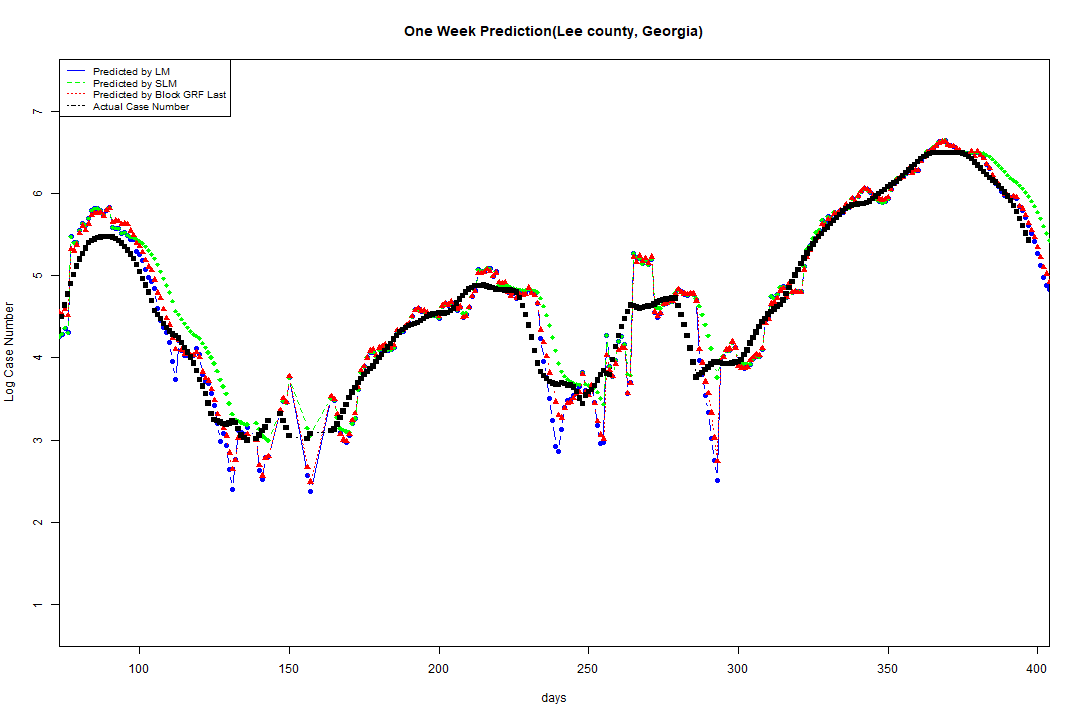 One Week Prediction(Lee county, Georgia)
Predicted by LM
Predicted by SLM
Predicted by Block GRF Last
Actual Case Number
7
6
5
4
3
2
1
Log Case Number
100 150 200 250 300 350 400
days